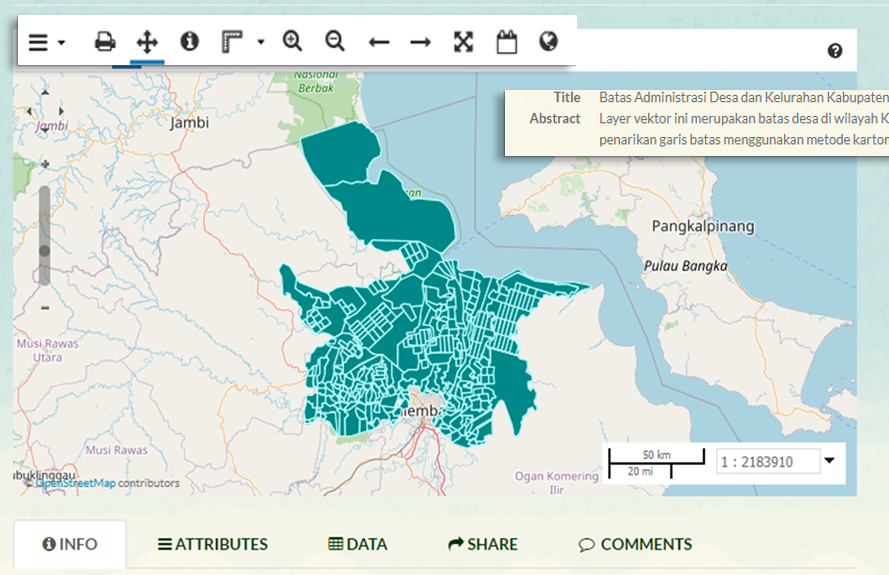 Nasional
Berbak
Title Batas Administrasi Desa dan Kelurahan Kabupaten
Abstract Layer vektor ini merupakan batas desa di wilayah K
penarikan garis batas menggunakan metode karton
Jambi
Jambi
Pangkalpinang
Pulau Bangka
Musi Rawas
Utara
Musi Rawas
ubuklinggau
© OpenStreetMap contributors
Ogan Komering
Ilir
50 km
20 mi
1 : 2183910
INFO
ATTRIBUTES
DATA
SHARE
COMMENTS